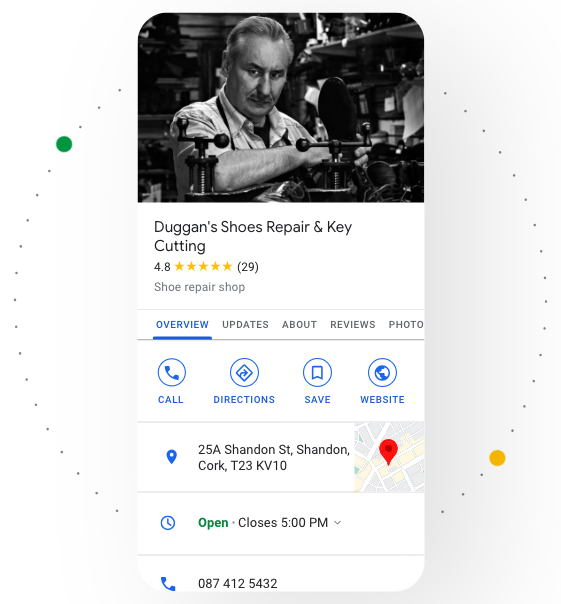 Duggan's Shoes Repair & Key
Cutting
4.8 ★★★★★ (29)
Shoe repair shop
OVERVIEW UPDATES ABOUT REVIEWS PHOTO
CALL DIRECTIONS SAVE WEBSITE
25A Shandon St, Shandon,
Cork, T23 KV10
Open · Closes 5:00 PM
087 412 5432